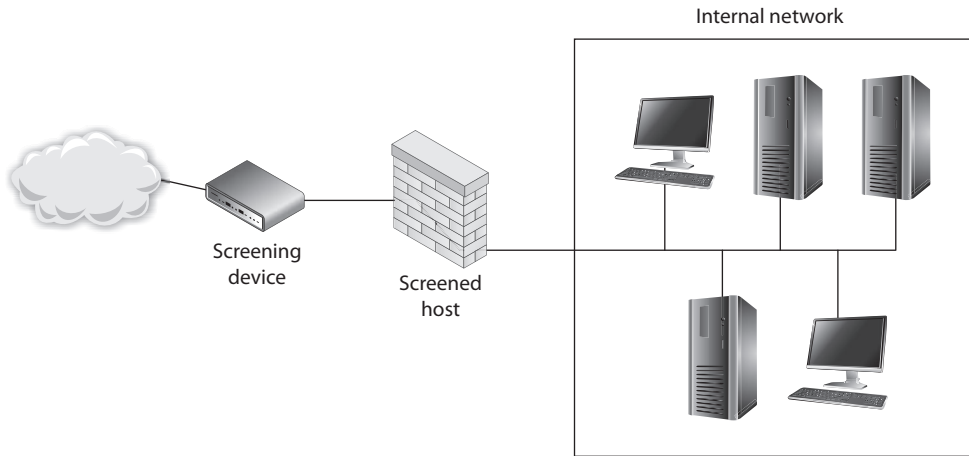 Internal network
Screening
device
Screened
host